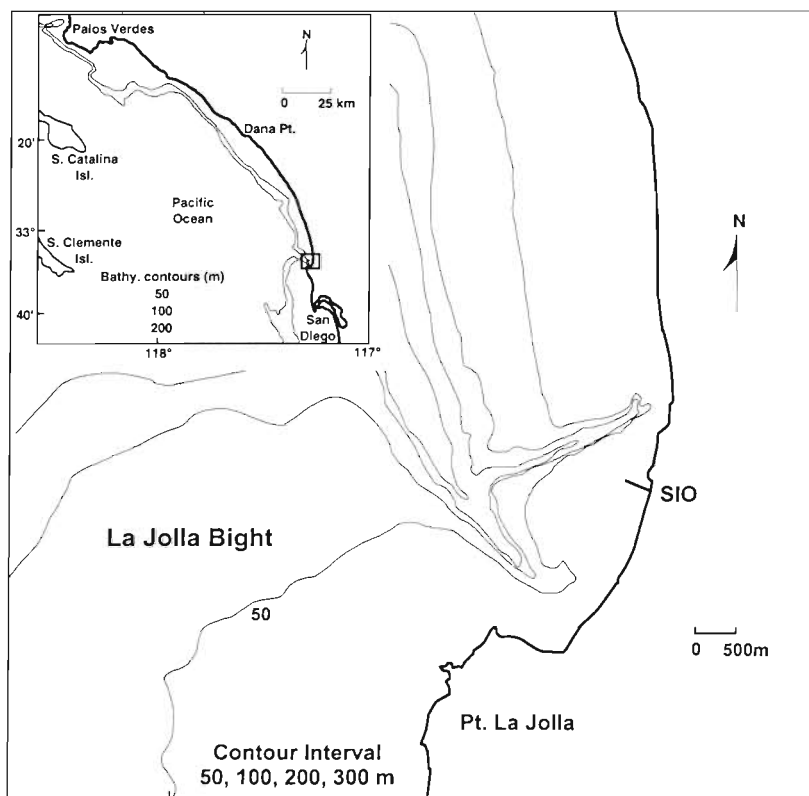 Palos Verdes
N
0 25 km
Dana Pt.
20'
S. Catalina
Isl.
Pacific
Ocean
33°
S. Clemente
Isl.
Bathy. contours (m)
50
100
200
40'
San
Diego
118°
117°
N
SIO
La Jolla Bight
50
0 500m
Pt. La Jolla
Contour Interval
50, 100, 200, 300 m